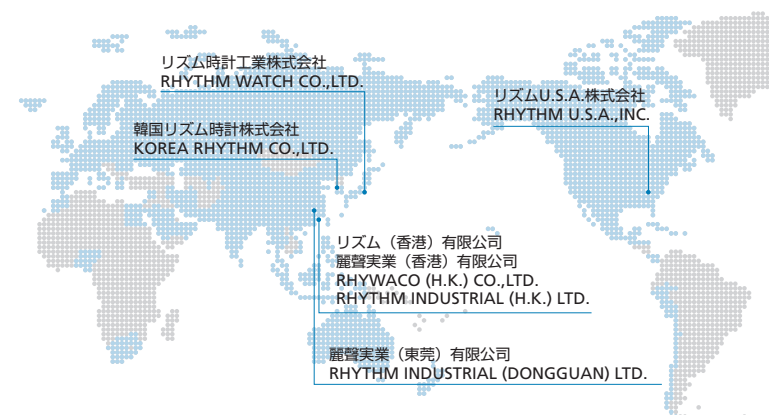 リズム時計工業株式会社
RHYTHM WATCH CO.,LTD.
リズムU.S.A.株式会社
RHYTHM U.S.A.,INC.
韓国リズム時計株式会社
KOREA RHYTHM CO.,LTD.
リズム（香港）有限公司
麗聲実業（香港）有限公司
RHYWACO (H.K.) CO.,LTD.
RHYTHM INDUSTRIAL (H.K.) LTD.
麗聲実業（東莞）有限公司
RHYTHM INDUSTRIAL (DONGGUAN) LTD.